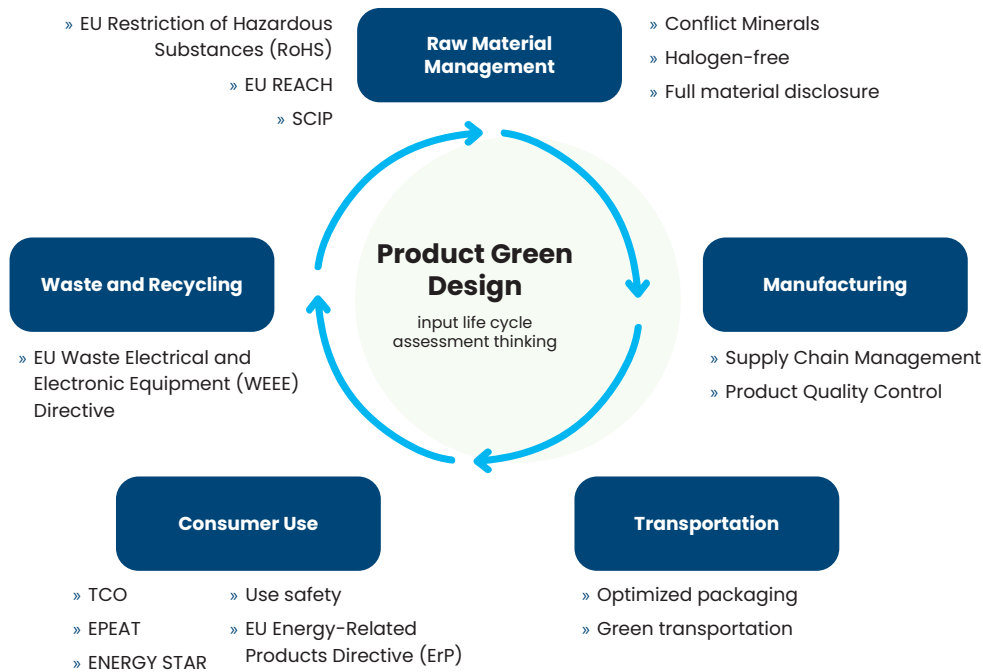 » EU Restriction of Hazardous
Substances (RoHS)
» EU REACH
» SCIP
Raw Material
Management
» Conflict Minerals
» Halogen-free
» Full material disclosure
Product Green
Design
input life cycle
assessment thinking
Waste and Recycling
» EU Waste Electrical and
Electronic Equipment (WEEE)
Directive
Manufacturing
» Supply Chain Management
» Product Quality Control
Consumer Use
» TCO
» EPEAT
» ENERGY STAR
» Use safety
» EU Energy-Related
Products Directive (ErP)
Transportation
» Optimized packaging
» Green transportation